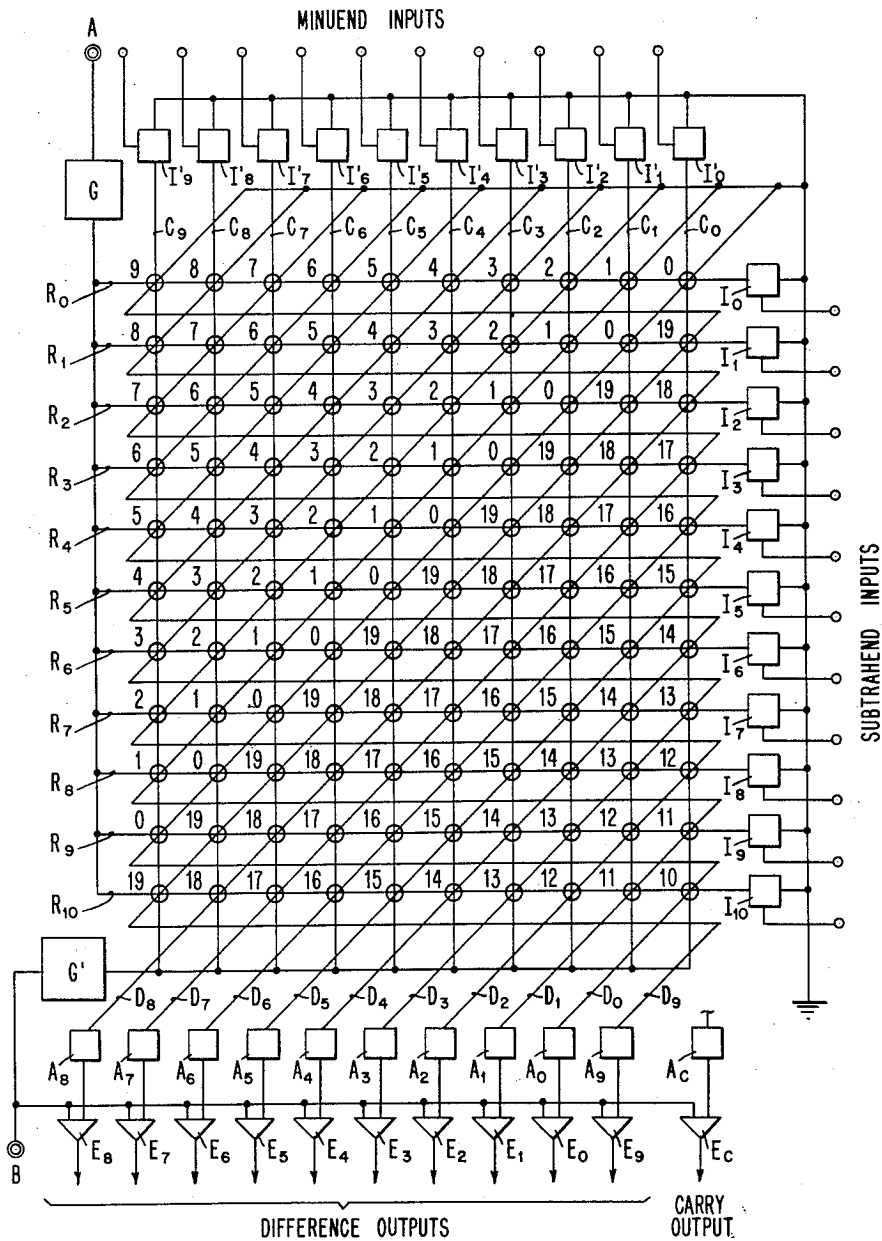 MINUEND INPUTS
A
G
I'9 I'8 I'7 I'6 I'5 I'4 I'3 I'2 I'1 I'0
C9 C8 C7 C6 C5 C4 C3 C2 C1 C0
R0 9 8 7 6 5 4 3 2 1 0 I0
R1 8 7 6 5 4 3 2 1 0 19 I1
R2 7 6 5 4 3 2 1 0 19 18 I2
R3 6 5 4 3 2 1 0 19 18 17 I3
R4 5 4 3 2 1 0 19 18 17 16 I4
R5 4 3 2 1 0 19 18 17 16 15 I5
R6 3 2 1 0 19 18 17 16 15 14 I6
R7 2 1 0 19 18 17 16 15 14 13 I7
R8 1 0 19 18 17 16 15 14 13 12 I8
R9 0 19 18 17 16 15 14 13 12 11 I9
R10 19 18 17 16 15 14 13 12 11 10 I10
SUBTRAHEND INPUTS
G'
D8 D7 D6 D5 D4 D3 D2 D1 D0 D9
A8 A7 A6 A5 A4 A3 A2 A1 A0 A9 AC
E8 E7 E6 E5 E4 E3 E2 E1 E0 E9 EC
B
DIFFERENCE OUTPUTS
CARRY
OUTPUT